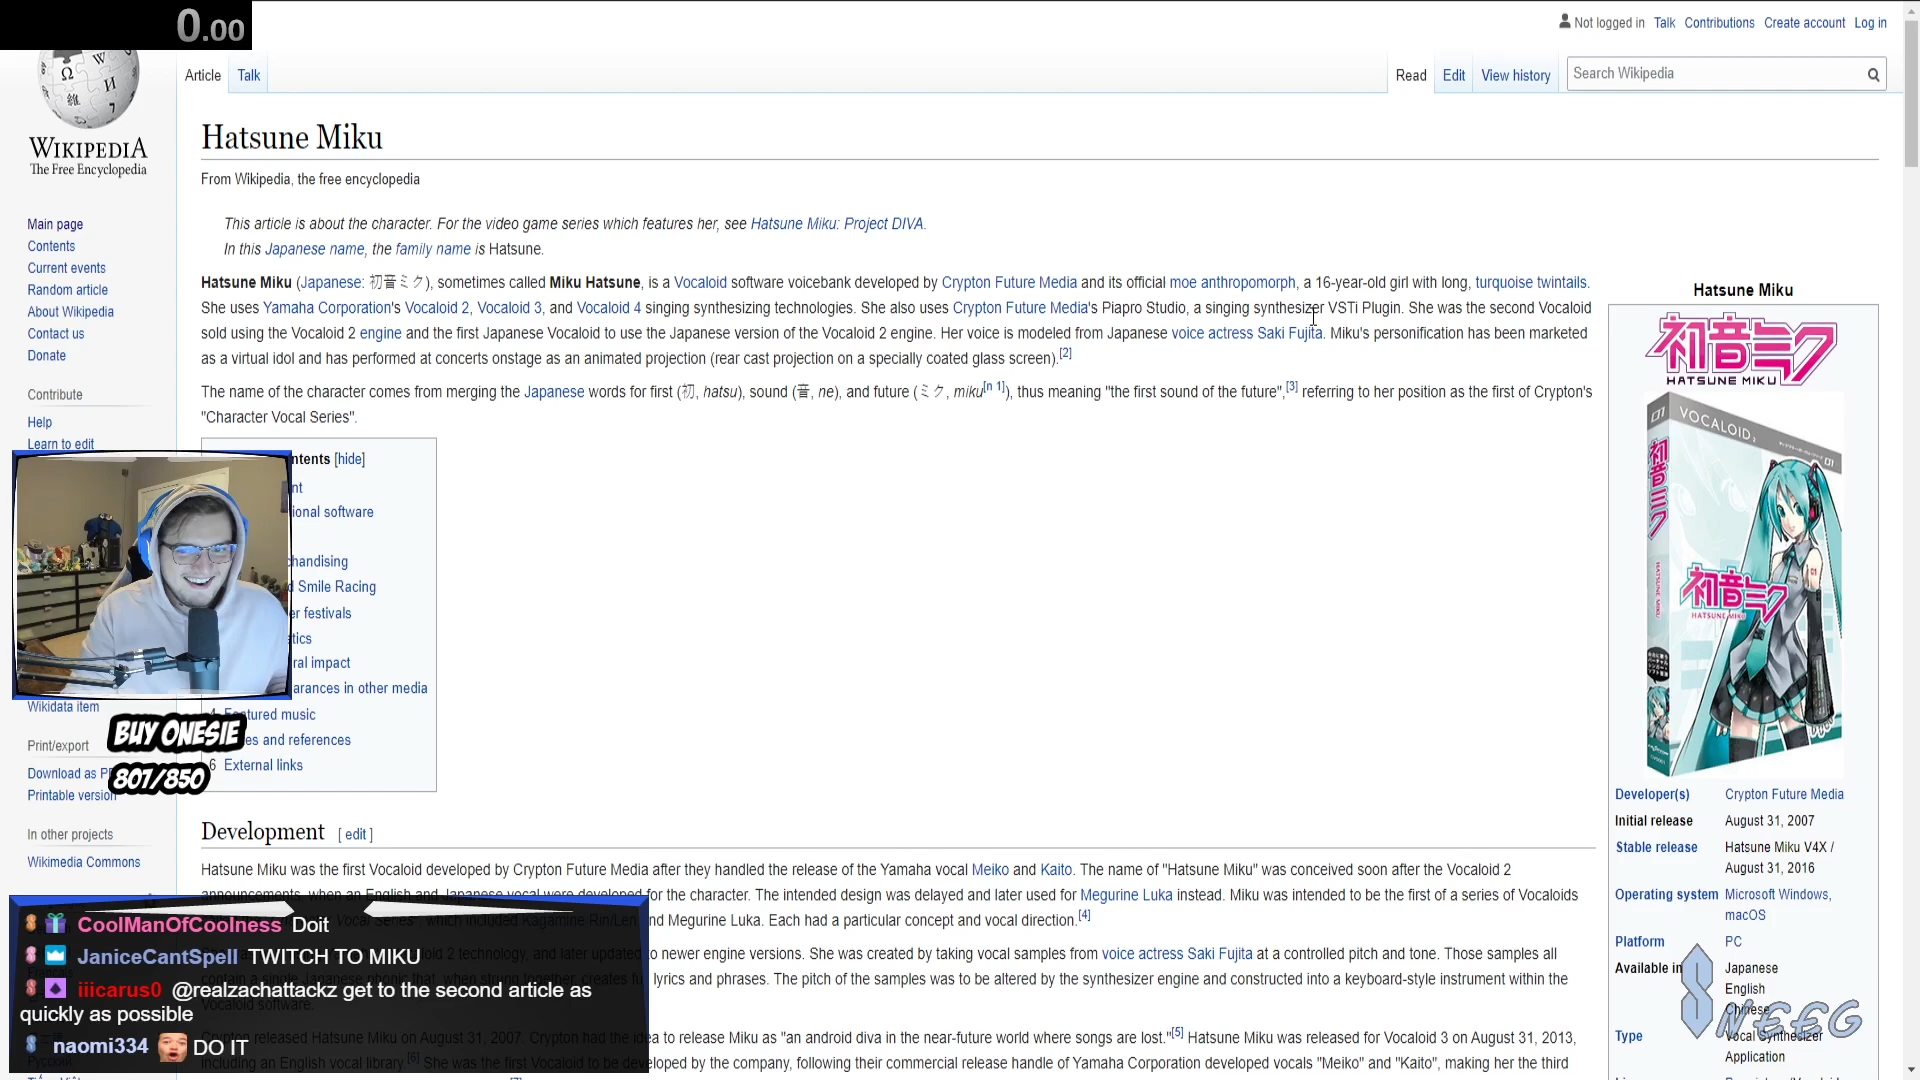 0.00
Not logged in Talk Contributions Create account Log in
Article Talk
Read Edit View history Search Wikipedia
WIKIPEDIA
The Free Encyclopedia
Main page
Contents
Current events
Random article
About Wikipedia
Contact us
Donate
Contribute
Help
Learn to edit
Wikidata item
Print/export
Download as P
Printable version
In other projects
Wikimedia Commons
Hatsune Miku
From Wikipedia, the free encyclopedia
This article is about the character. For the video game series which features her, see Hatsune Miku: Project DIVA.
In this Japanese name, the family name is Hatsune.
Hatsune Miku (Japanese: 初音ミク), sometimes called Miku Hatsune, is a Vocaloid software voicebank developed by Crypton Future Media and its official moe anthropomorph, a 16-year-old girl with long, turquoise twintails.
She uses Yamaha Corporation's Vocaloid 2, Vocaloid 3, and Vocaloid 4 singing synthesizing technologies. She also uses Crypton Future Media's Piapro Studio, a singing synthesizer VSTi Plugin. She was the second Vocaloid
sold using the Vocaloid 2 engine and the first Japanese Vocaloid to use the Japanese version of the Vocaloid 2 engine. Her voice is modeled from Japanese voice actress Saki Fujita. Miku's personification has been marketed
as a virtual idol and has performed at concerts onstage as an animated projection (rear cast projection on a specially coated glass screen).[2]
The name of the character comes from merging the Japanese words for first (初, hatsu), sound (音, ne), and future (ミク, miku[n 1]), thus meaning "the first sound of the future",[3] referring to her position as the first of Crypton's
"Character Vocal Series".
ntents [hide]
nt
ional software
chandising
d Smile Racing
er festivals
tics
ral impact
arances in other media
4 Featured music
es and references
6 External links
BUY ONESIE
807/850
Development [ edit ]
Hatsune Miku was the first Vocaloid developed by Crypton Future Media after they handled the release of the Yamaha vocal Meiko and Kaito. The name of "Hatsune Miku" was conceived soon after the Vocaloid 2
announcements, when an English and Japanese vocal were developed for the character. The intended design was delayed and later used for Megurine Luka instead. Miku was intended to be the first of a series of Vocaloids
Vocal Series", which included Kagamine Rin/Len and Megurine Luka. Each had a particular concept and vocal direction.[4]
2 technology, and later updated to newer engine versions. She was created by taking vocal samples from voice actress Saki Fujita at a controlled pitch and tone. Those samples all
contain a single Japanese phonic that, when strung together, creates full lyrics and phrases. The pitch of the samples was to be altered by the synthesizer engine and constructed into a keyboard-style instrument within the
Vocaloid software.
Crypton released Hatsune Miku on August 31, 2007. Crypton had the idea to release Miku as "an android diva in the near-future world where songs are lost."[5] Hatsune Miku was released for Vocaloid 3 on August 31, 2013,
including an English vocal library.[6] She was the first Vocaloid to be developed by the company, following their commercial release handle of Yamaha Corporation developed vocals "Meiko" and "Kaito", making her the third
CoolManOfCoolness Doit
JaniceCantSpell TWITCH TO MIKU
iiicarus0 @realzachattackz get to the second article as
quickly as possible
naomi334 DO IT
Hatsune Miku
初音ミク
HATSUNE MIKU
01
VOCALOID2
01
初音ミク
HATSUNE MIKU
初音ミク
HATSUNE MIKU
01
Developer(s) Crypton Future Media
Initial release August 31, 2007
Stable release Hatsune Miku V4X /
August 31, 2016
Operating system Microsoft Windows,
macOS
Platform PC
Available in Japanese
English
Chinese
Type Vocal Synthesizer
Application
SNEEG